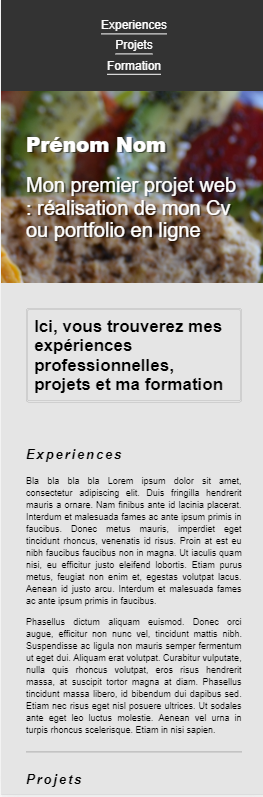 Experiences
Projets
Formation
Prénom Nom
Mon premier projet web
: réalisation de mon Cv
ou portfolio en ligne
Ici, vous trouverez mes
expériences
professionnelles,
projets et ma formation
Experiences
Bla bla bla bla Lorem ipsum dolor sit amet,
consectetur adipiscing elit. Duis fringilla hendrerit
mauris a ornare. Nam finibus ante id lacinia placerat.
Interdum et malesuada fames ac ante ipsum primis in
faucibus. Donec metus mauris, imperdiet eget
tincidunt rhoncus, venenatis id risus. Proin at est eu
nibh faucibus faucibus non in magna. Ut iaculis quam
nisi, eu efficitur justo eleifend lobortis. Etiam purus
metus, feugiat non enim et, egestas volutpat lacus.
Aenean id justo arcu. Interdum et malesuada fames
ac ante ipsum primis in faucibus.
Phasellus dictum aliquam euismod. Donec orci
augue, efficitur non nunc vel, tincidunt mattis nibh.
Suspendisse ac ligula non mauris semper fermentum
ut eget dui. Aliquam erat volutpat. Curabitur vulputate,
nulla quis rhoncus volutpat, eros risus hendrerit
massa, at suscipit tortor magna at diam. Phasellus
tincidunt massa libero, id bibendum dui dapibus sed.
Etiam nec risus eget nisl posuere ultrices. Ut sodales
ante eget leo luctus molestie. Aenean vel urna in
turpis rhoncus scelerisque. Etiam in nisi sapien.
Projets